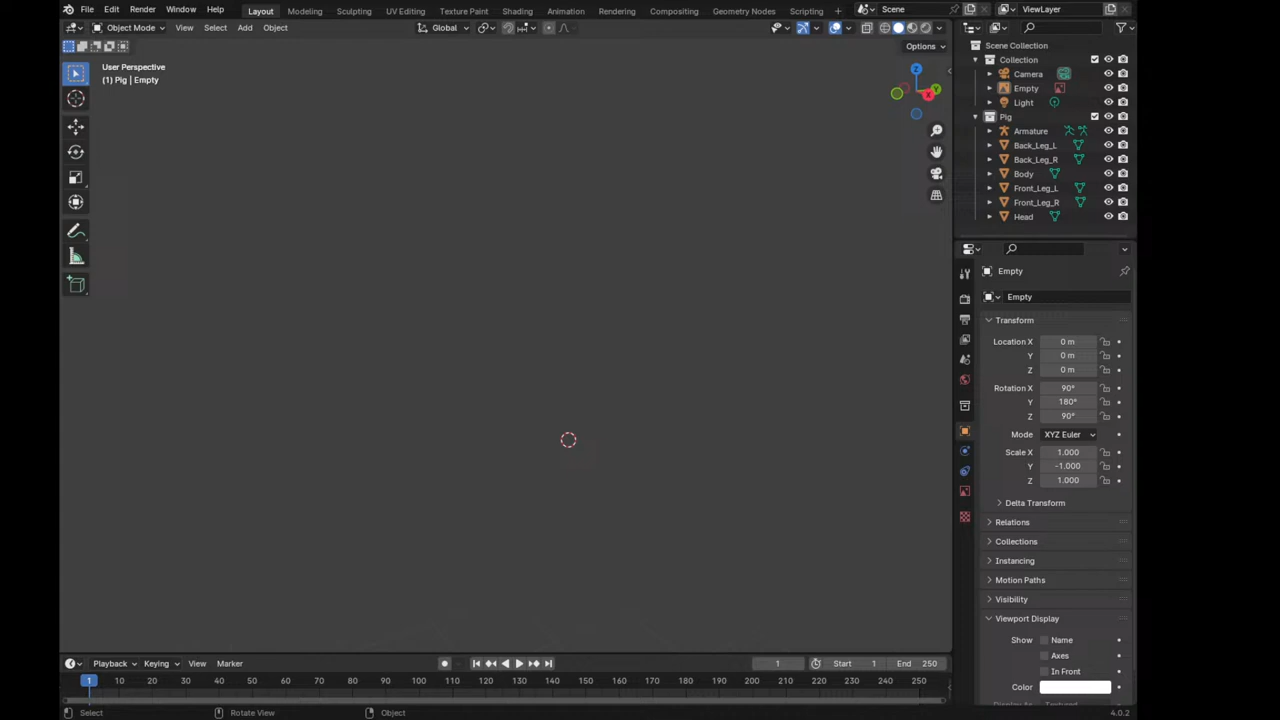 File Edit Render Window Help Layout Modeling Sculpting UV Editing Texture Paint Shading Animation Rendering Compositing Geometry Nodes Scripting + Scene ViewLayer
Object Mode View Select Add Object Global
Options
User Perspective
(1) Pig | Empty
Z
Y
X
Scene Collection
Collection
Camera
Empty
Light
Pig
Armature
Back_Leg_L
Back_Leg_R
Body
Front_Leg_L
Front_Leg_R
Head
Empty
Empty
Transform
Location X 0 m
Y 0 m
Z 0 m
Rotation X 90°
Y 180°
Z 90°
Mode XYZ Euler
Scale X 1.000
Y -1.000
Z 1.000
Delta Transform
Relations
Collections
Instancing
Motion Paths
Visibility
Viewport Display
Show Name
Axes
In Front
Color
Playback Keying View Marker 1 Start 1 End 250
1 10 20 30 40 50 60 70 80 90 100 110 120 130 140 150 160 170 180 190 200 210 220 230 240 250
Select Rotate View Object 4.0.2